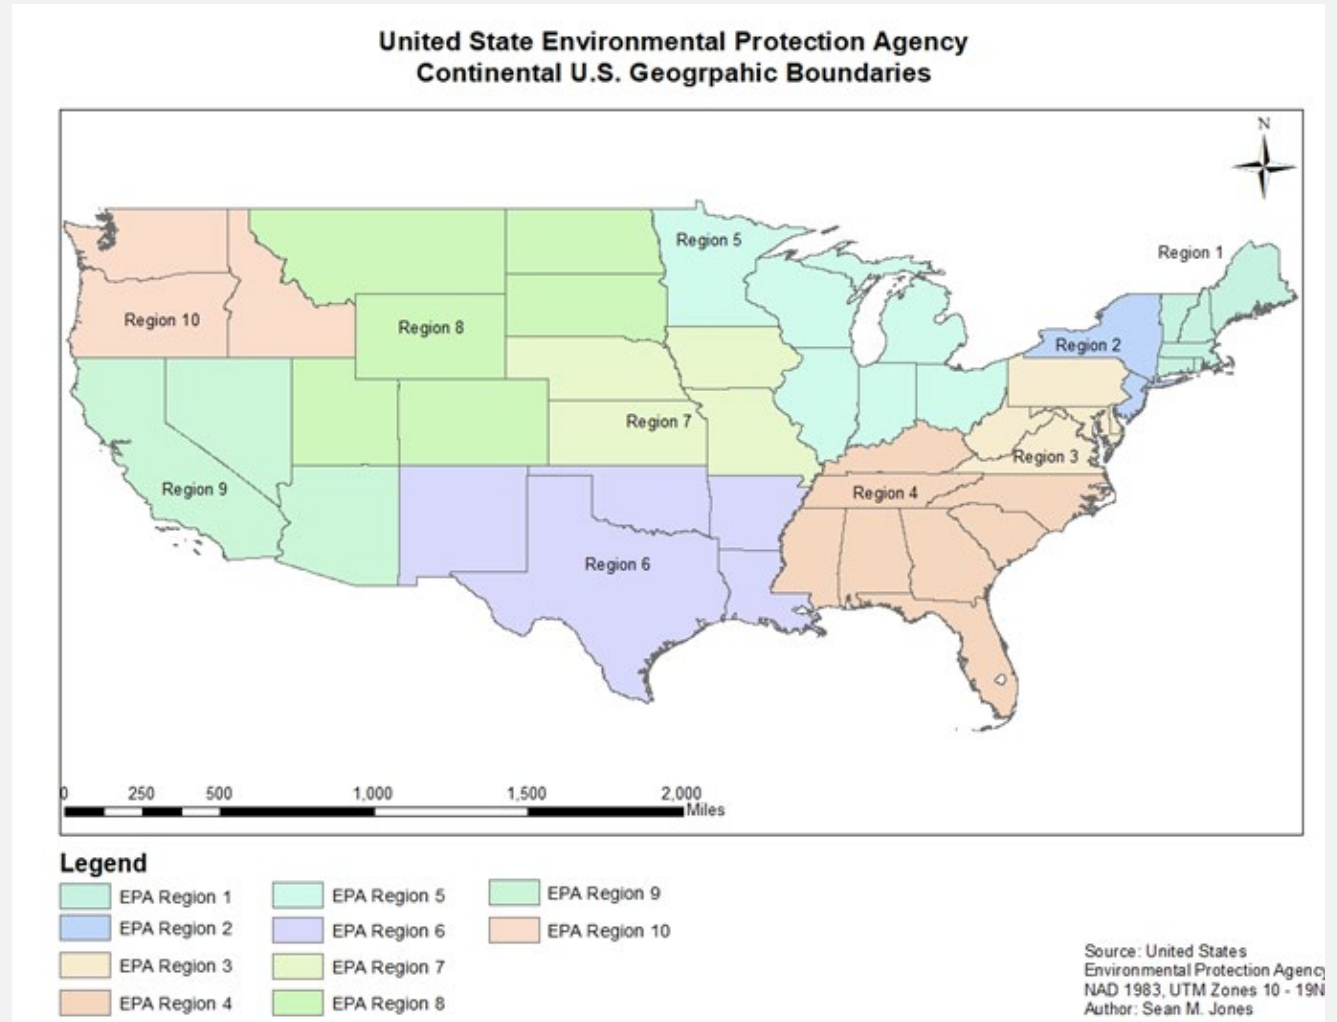 United State Environmental Protection Agency
Continental U.S. Geogrpahic Boundaries
N
Region 1
Region 5
Region 10
Region 8
Region 2
Region 7
Region 3
Region 9
Region 4
Region 6
0 250 500 1,000 1,500 2,000
Miles
Legend
EPA Region 1
EPA Region 2
EPA Region 3
EPA Region 4
EPA Region 5
EPA Region 6
EPA Region 7
EPA Region 8
EPA Region 9
EPA Region 10
Source: United States
Environmental Protection Agency
NAD 1983, UTM Zones 10 - 19N
Author: Sean M. Jones